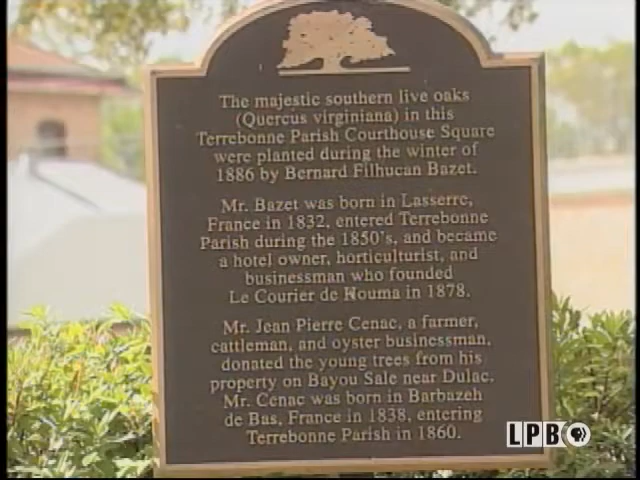 The majestic southern live oaks
(Quercus virginiana) in this
Terrebonne Parish Courthouse Square
were planted during the winter of
1886 by Bernard Filhucan Bazet.
Mr. Bazet was born in Lasserre,
France in 1832, entered Terrebonne
Parish during the 1850's, and became
a hotel owner, horticulturist, and
businessman who founded
Le Courier de Houma in 1878.
Mr. Jean Pierre Cenac, a farmer,
cattleman, and oyster businessman,
donated the young trees from his
property on Bayou Sale near Dulac.
Mr. Cenac was born in Barbazeh
de Bas, France in 1838, entering
Terrebonne Parish in 1860.
LPB